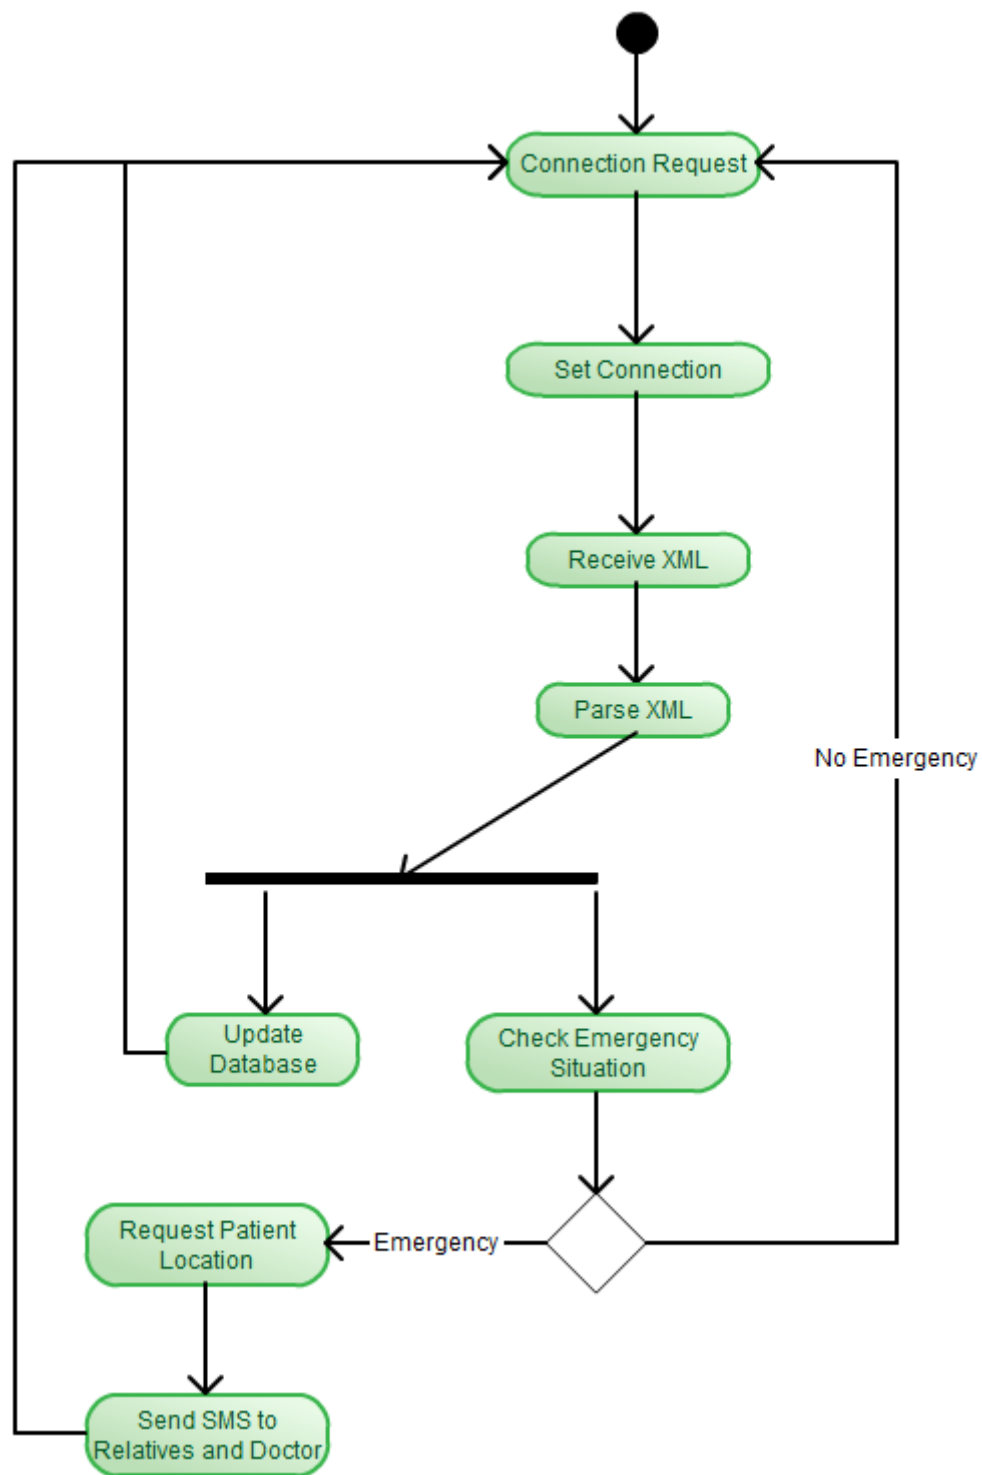 Connection Request
Set Connection
Receive XML
Parse XML
No Emergency
Update
Database
Check Emergency
Situation
Request Patient
Location
Emergency
Send SMS to
Relatives and Doctor